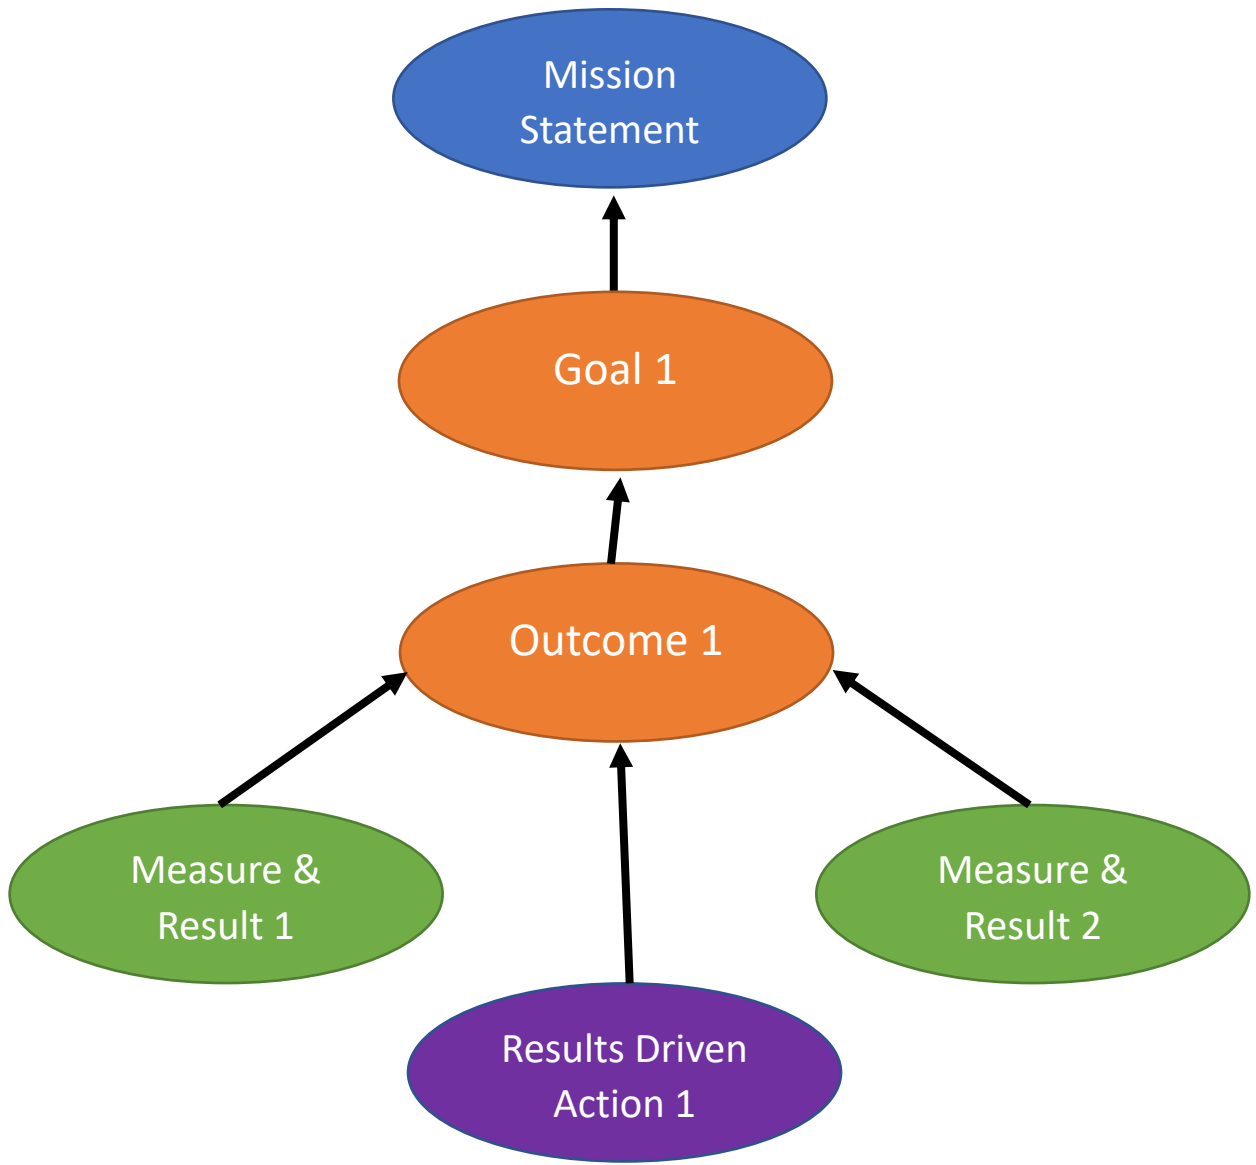 Mission
Statement
Goal 1
Outcome 1
Measure &
Result 1
Measure &
Result 2
Results Driven
Action 1